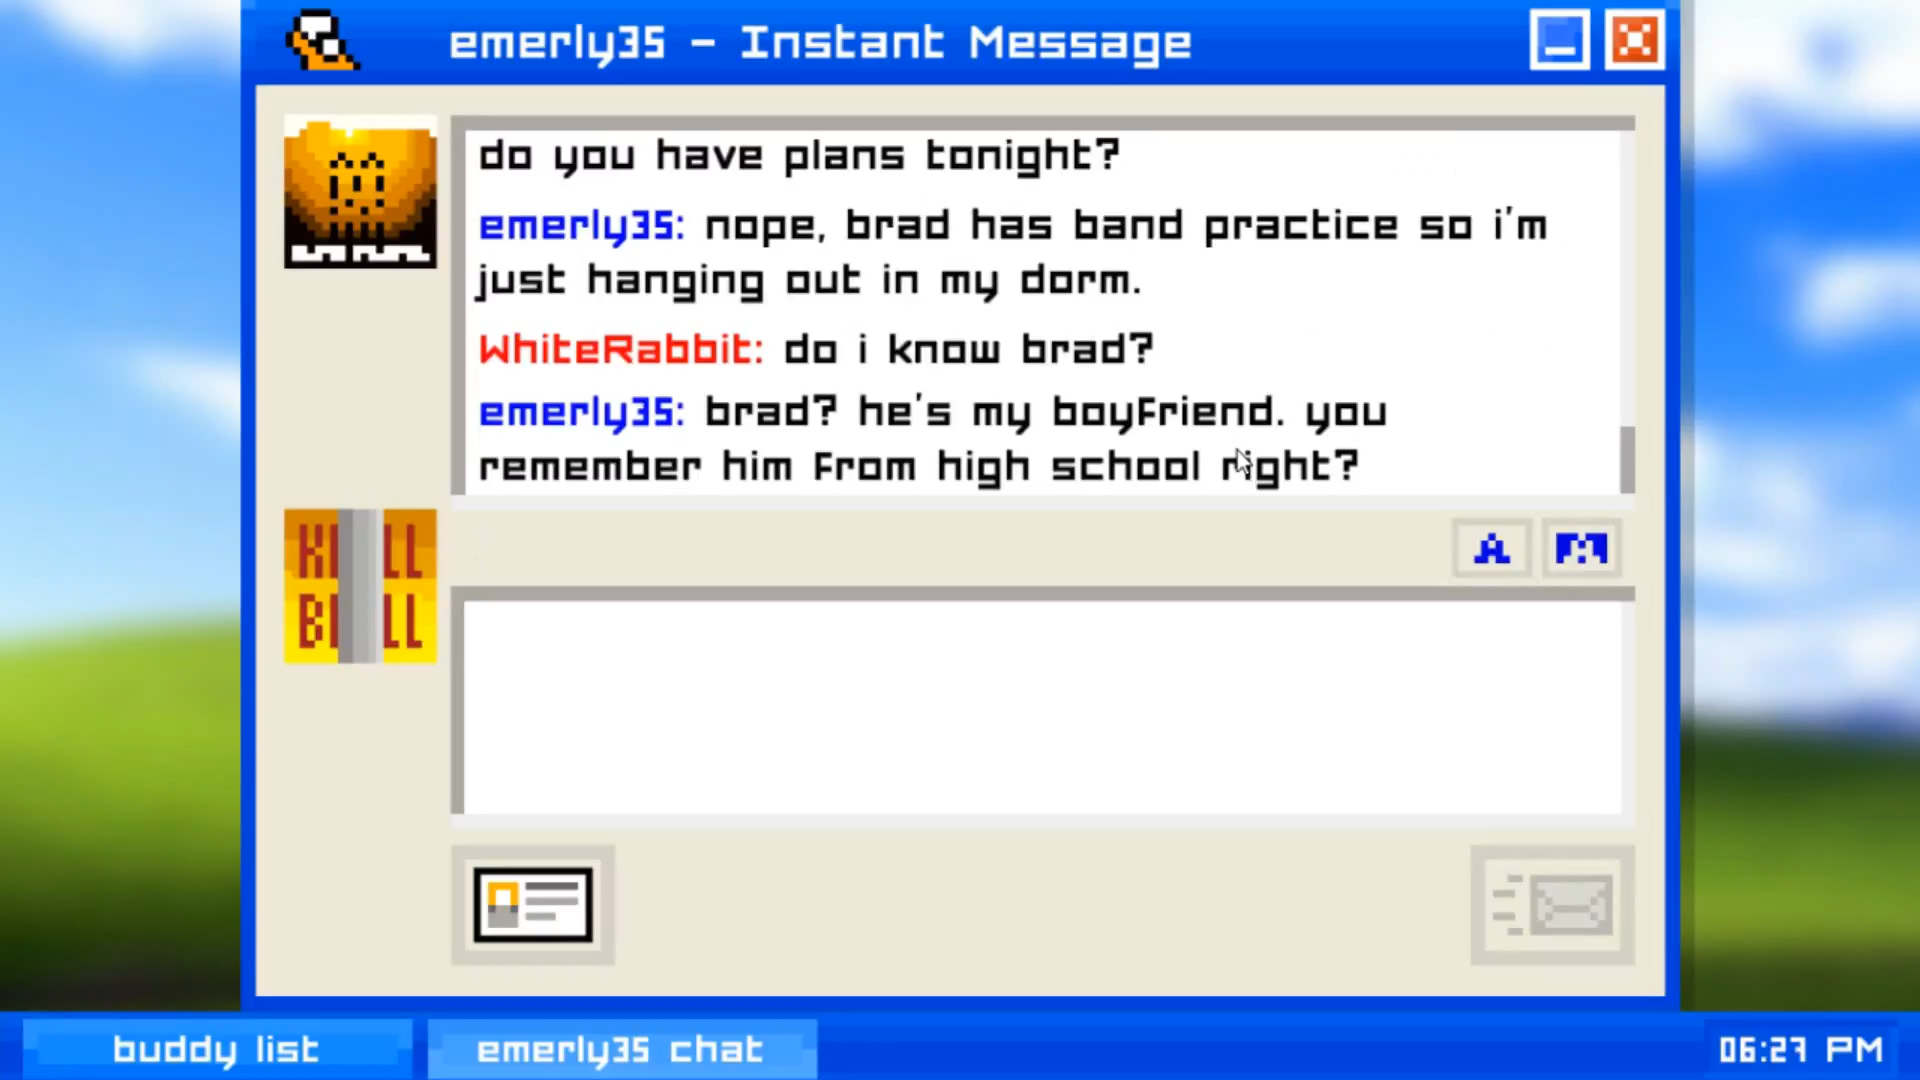 emerly35 - Instant Message
do you have plans tonight?
emerly35: nope, brad has band practice so i'm
just hanging out in my dorm.
WhiteRabbit: do i know brad?
emerly35: brad? he's my boyfriend. you
remember him from high school right?
KILL
BILL
A
buddy list
emerly35 chat
06:27 PM